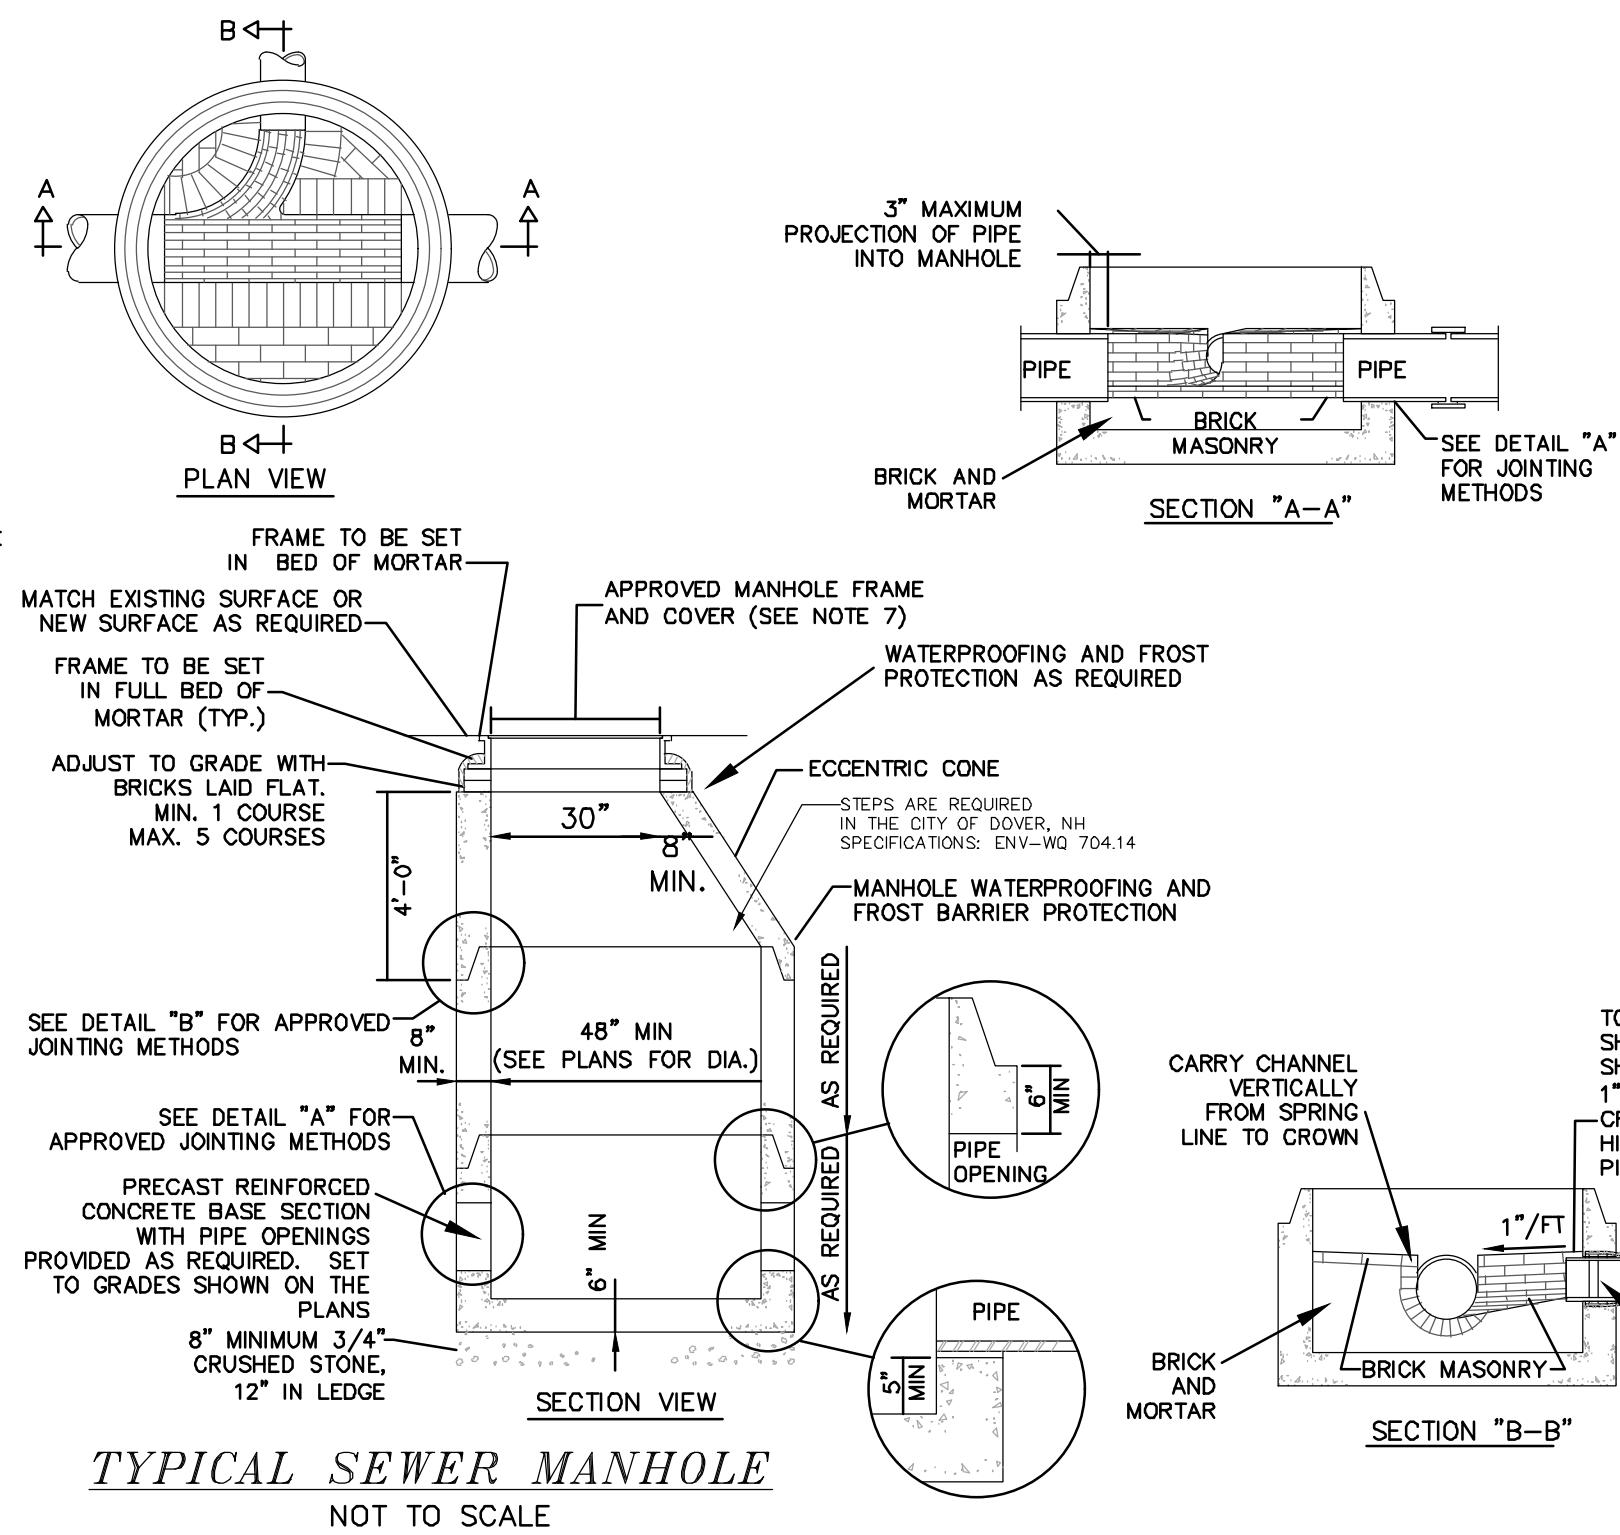 B
A
A
B
PLAN VIEW
3" MAXIMUM
PROJECTION OF PIPE
INTO MANHOLE
PIPE
PIPE
BRICK
MASONRY
BRICK AND
MORTAR
SEE DETAIL "A"
FOR JOINTING
METHODS
SECTION "A-A"
FRAME TO BE SET
IN BED OF MORTAR
MATCH EXISTING SURFACE OR
NEW SURFACE AS REQUIRED
FRAME TO BE SET
IN FULL BED OF
MORTAR (TYP.)
ADJUST TO GRADE WITH
BRICKS LAID FLAT.
MIN. 1 COURSE
MAX. 5 COURSES
APPROVED MANHOLE FRAME
AND COVER (SEE NOTE 7)
WATERPROOFING AND FROST
PROTECTION AS REQUIRED
ECCENTRIC CONE
STEPS ARE REQUIRED
IN THE CITY OF DOVER, NH
SPECIFICATIONS: ENV-WQ 704.14
30"
8"
MIN.
4'-0"
MANHOLE WATERPROOFING AND
FROST BARRIER PROTECTION
SEE DETAIL "B" FOR APPROVED
JOINTING METHODS
8"
MIN.
48" MIN
(SEE PLANS FOR DIA.)
AS REQUIRED
AS REQUIRED
6"
MIN
PIPE
OPENING
SEE DETAIL "A" FOR
APPROVED JOINTING METHODS
PRECAST REINFORCED
CONCRETE BASE SECTION
WITH PIPE OPENINGS
PROVIDED AS REQUIRED. SET
TO GRADES SHOWN ON THE
PLANS
6" MIN
8" MINIMUM 3/4"
CRUSHED STONE,
12" IN LEDGE
PIPE
5"
MIN
SECTION VIEW
CARRY CHANNEL
VERTICALLY
FROM SPRING
LINE TO CROWN
1"
1"/FT
BRICK MASONRY
BRICK
AND
MORTAR
SECTION "B-B"
TYPICAL SEWER MANHOLE
NOT TO SCALE